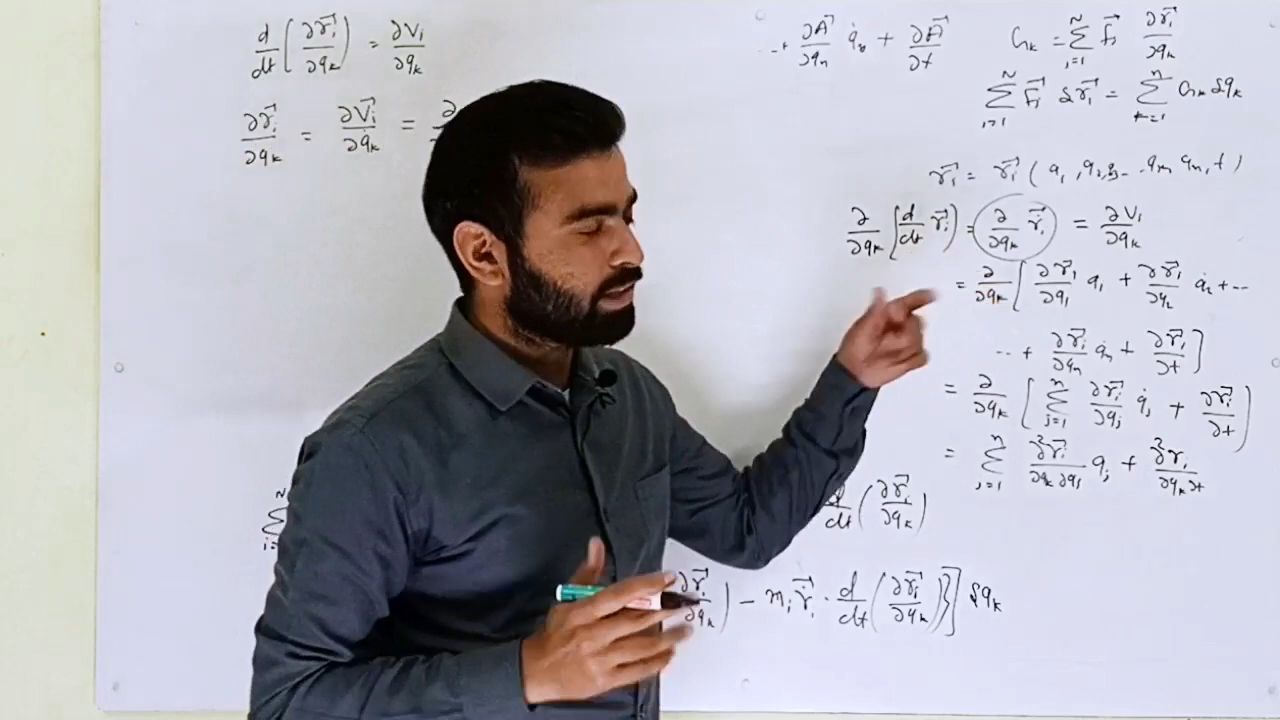 d/dt (∂r⃗ᵢ/∂qₖ) = ∂Vᵢ/∂qₖ
∂r⃗ᵢ/∂qₖ = ∂V⃗ᵢ/∂qₖ = ∂
...+ ∂A⃗/∂qₙ q̇ₙ + ∂A⃗/∂t
Gₖ = Σᵢ₌₁ᴺ F⃗ᵢ ∂r⃗ᵢ/∂qₖ
Σᵢ₌₁ᴺ F⃗ᵢ δr⃗ᵢ = Σₖ₌₁ⁿ Gₖ δqₖ
r⃗ᵢ = r⃗ᵢ (q₁, q₂, q₃ -- qₘ qₙ, t)
∂/∂qₖ [d/dt r⃗ᵢ) = ∂/∂qₖ r⃗̇ᵢ = ∂Vᵢ/∂qₖ
= ∂/∂qₖ [∂r⃗ᵢ/∂q₁ q̇₁ + ∂r⃗ᵢ/∂q₂ q̇₂ + --
-- + ∂r⃗ᵢ/∂qₙ q̇ₙ + ∂r⃗ᵢ/∂t]
= ∂/∂qₖ [Σⱼ₌₁ⁿ ∂r⃗ᵢ/∂qⱼ q̇ⱼ + ∂r⃗ᵢ/∂t)
= Σⱼ₌₁ⁿ ∂²r⃗ᵢ/∂qₖ∂qⱼ q̇ⱼ + ∂²rᵢ/∂qₖ∂t
d/dt (∂r⃗ᵢ/∂qₖ)
∂r⃗ᵢ/∂qₖ) − mᵢ r⃗̇ᵢ · d/dt (∂r⃗ᵢ/∂qₖ)}] δqₖ